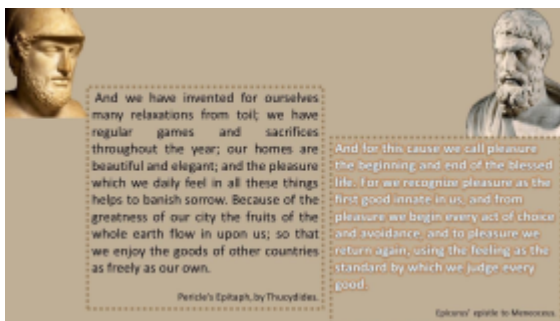 And we have invented for ourselves
many relaxations from toil; we have
regular games and sacrifices
throughout the year; our homes are
beautiful and elegant; and the pleasure
which we daily feel in all these things
helps to banish sorrow. Because of the
greatness of our city the fruits of the
whole earth flow in upon us; so that
we enjoy the goods of other countries
as freely as our own.
Pericle's Epitaph, by Thucydides.
And for this cause we call pleasure
the beginning and end of the blessed
life. For we recognize pleasure as the
first good innate in us, and from
pleasure we begin every act of choice
and avoidance, and to pleasure we
return again, using the feeling as the
standard by which we judge every
good.
Epicurus' epistle to Menoeceus